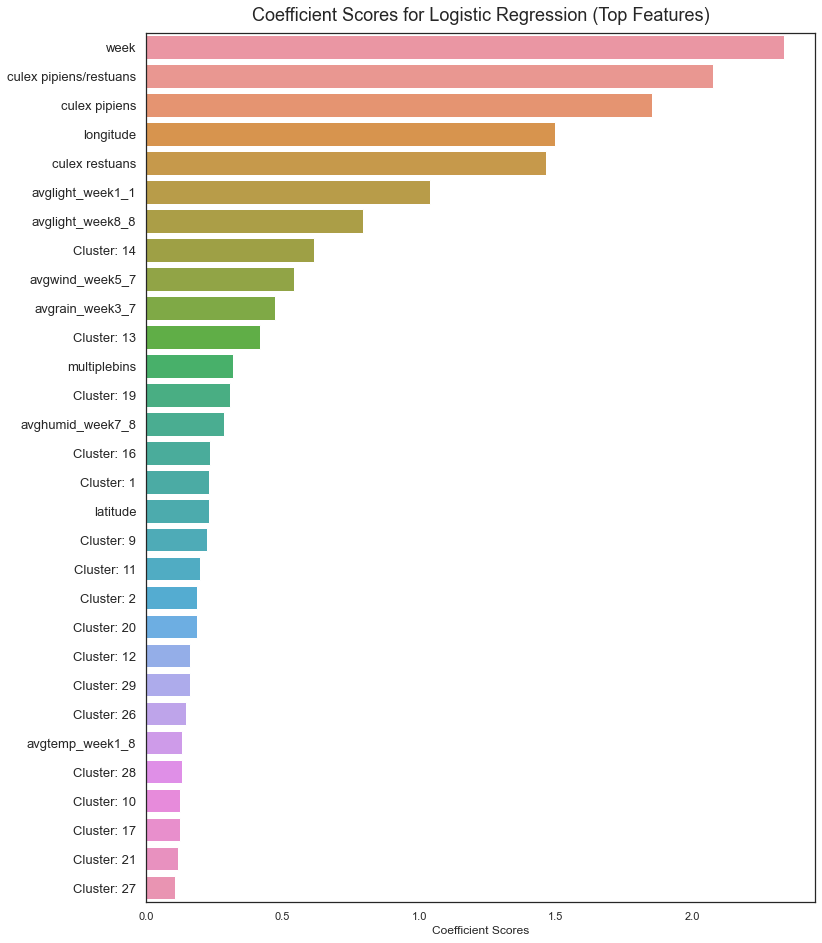 Coefficient Scores for Logistic Regression (Top Features)
week
culex pipiens/restuans
culex pipiens
longitude
culex restuans
avglight_week1_1
avglight_week8_8
Cluster: 14
avgwind_week5_7
avgrain_week3_7
Cluster: 13
multiplebins
Cluster: 19
avghumid_week7_8
Cluster: 16
Cluster: 1
latitude
Cluster: 9
Cluster: 11
Cluster: 2
Cluster: 20
Cluster: 12
Cluster: 29
Cluster: 26
avgtemp_week1_8
Cluster: 28
Cluster: 10
Cluster: 17
Cluster: 21
Cluster: 27
0.0 0.5 1.0 1.5 2.0
Coefficient Scores